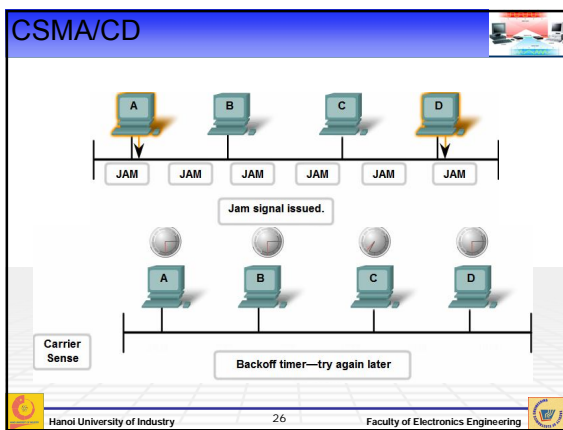 CSMA/CD
A
B
C
D
JAM
JAM
JAM
JAM
JAM
JAM
Jam signal issued.
A
B
C
D
Carrier
Sense
Backoff timer—try again later
Hanoi University of Industry
26
Faculty of Electronics Engineering